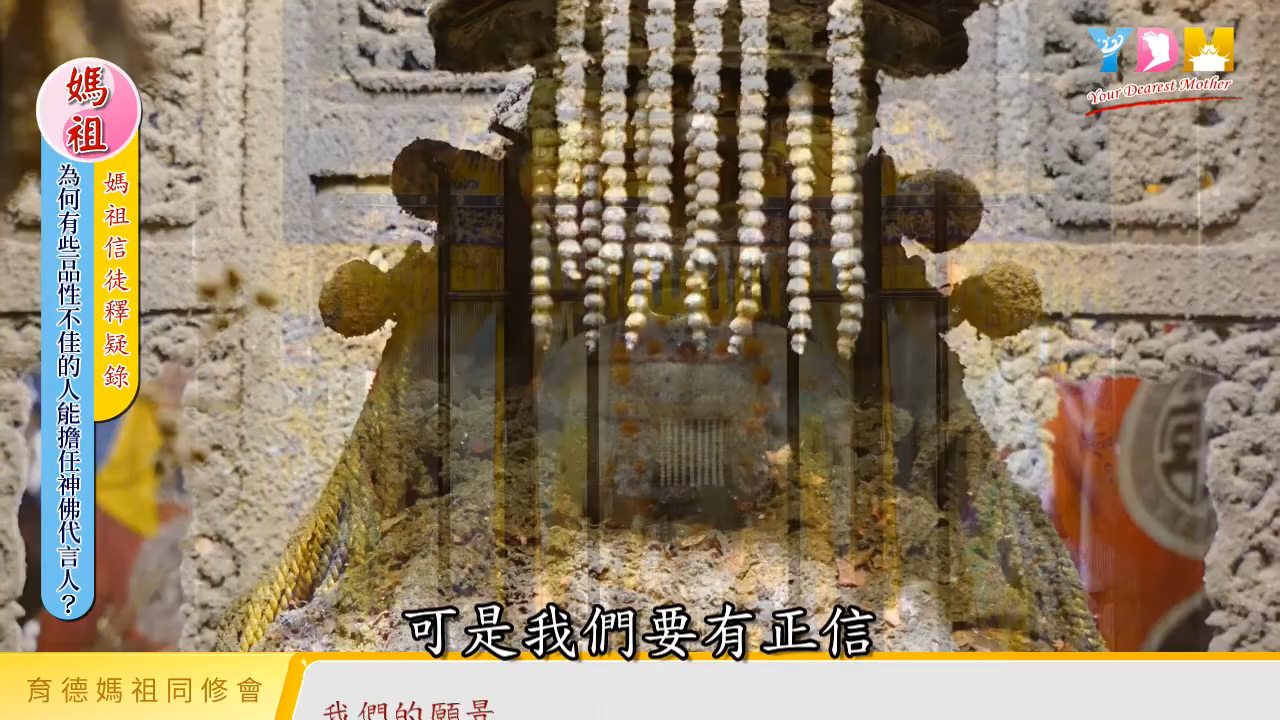 媽祖
媽祖信徒釋疑錄
為何有些品性不佳的人能擔任神佛代言人？
YDM
Your Dearest Mother
可是我們要有正信
育德媽祖同修會
我們的願景